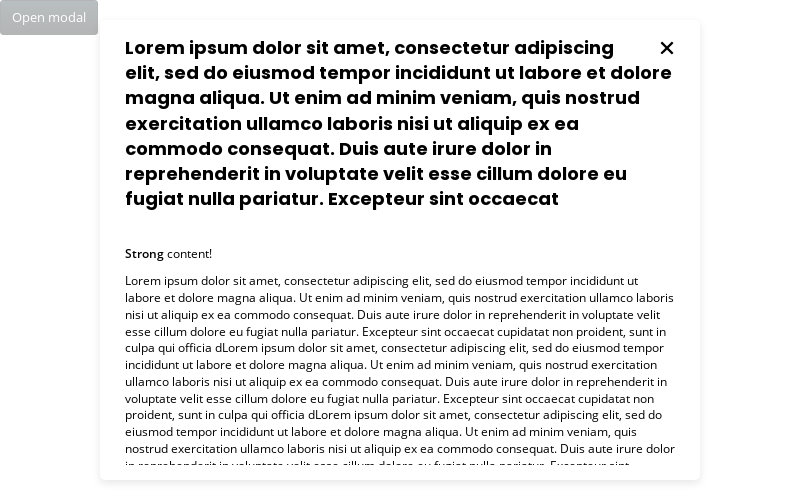 Open modal
Lorem ipsum dolor sit amet, consectetur adipiscing
elit, sed do eiusmod tempor incididunt ut labore et dolore
magna aliqua. Ut enim ad minim veniam, quis nostrud
exercitation ullamco laboris nisi ut aliquip ex ea
commodo consequat. Duis aute irure dolor in
reprehenderit in voluptate velit esse cillum dolore eu
fugiat nulla pariatur. Excepteur sint occaecat
Strong content!
Lorem ipsum dolor sit amet, consectetur adipiscing elit, sed do eiusmod tempor incididunt ut
labore et dolore magna aliqua. Ut enim ad minim veniam, quis nostrud exercitation ullamco laboris
nisi ut aliquip ex ea commodo consequat. Duis aute irure dolor in reprehenderit in voluptate velit
esse cillum dolore eu fugiat nulla pariatur. Excepteur sint occaecat cupidatat non proident, sunt in
culpa qui officia dLorem ipsum dolor sit amet, consectetur adipiscing elit, sed do eiusmod tempor
incididunt ut labore et dolore magna aliqua. Ut enim ad minim veniam, quis nostrud exercitation
ullamco laboris nisi ut aliquip ex ea commodo consequat. Duis aute irure dolor in reprehenderit in
voluptate velit esse cillum dolore eu fugiat nulla pariatur. Excepteur sint occaecat cupidatat non
proident, sunt in culpa qui officia dLorem ipsum dolor sit amet, consectetur adipiscing elit, sed do
eiusmod tempor incididunt ut labore et dolore magna aliqua. Ut enim ad minim veniam, quis
nostrud exercitation ullamco laboris nisi ut aliquip ex ea commodo consequat. Duis aute irure dolor